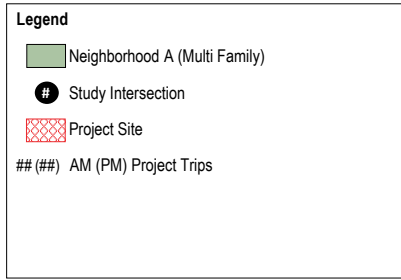 Legend
Neighborhood A (Multi Family)
# Study Intersection
Project Site
## (##) AM (PM) Project Trips